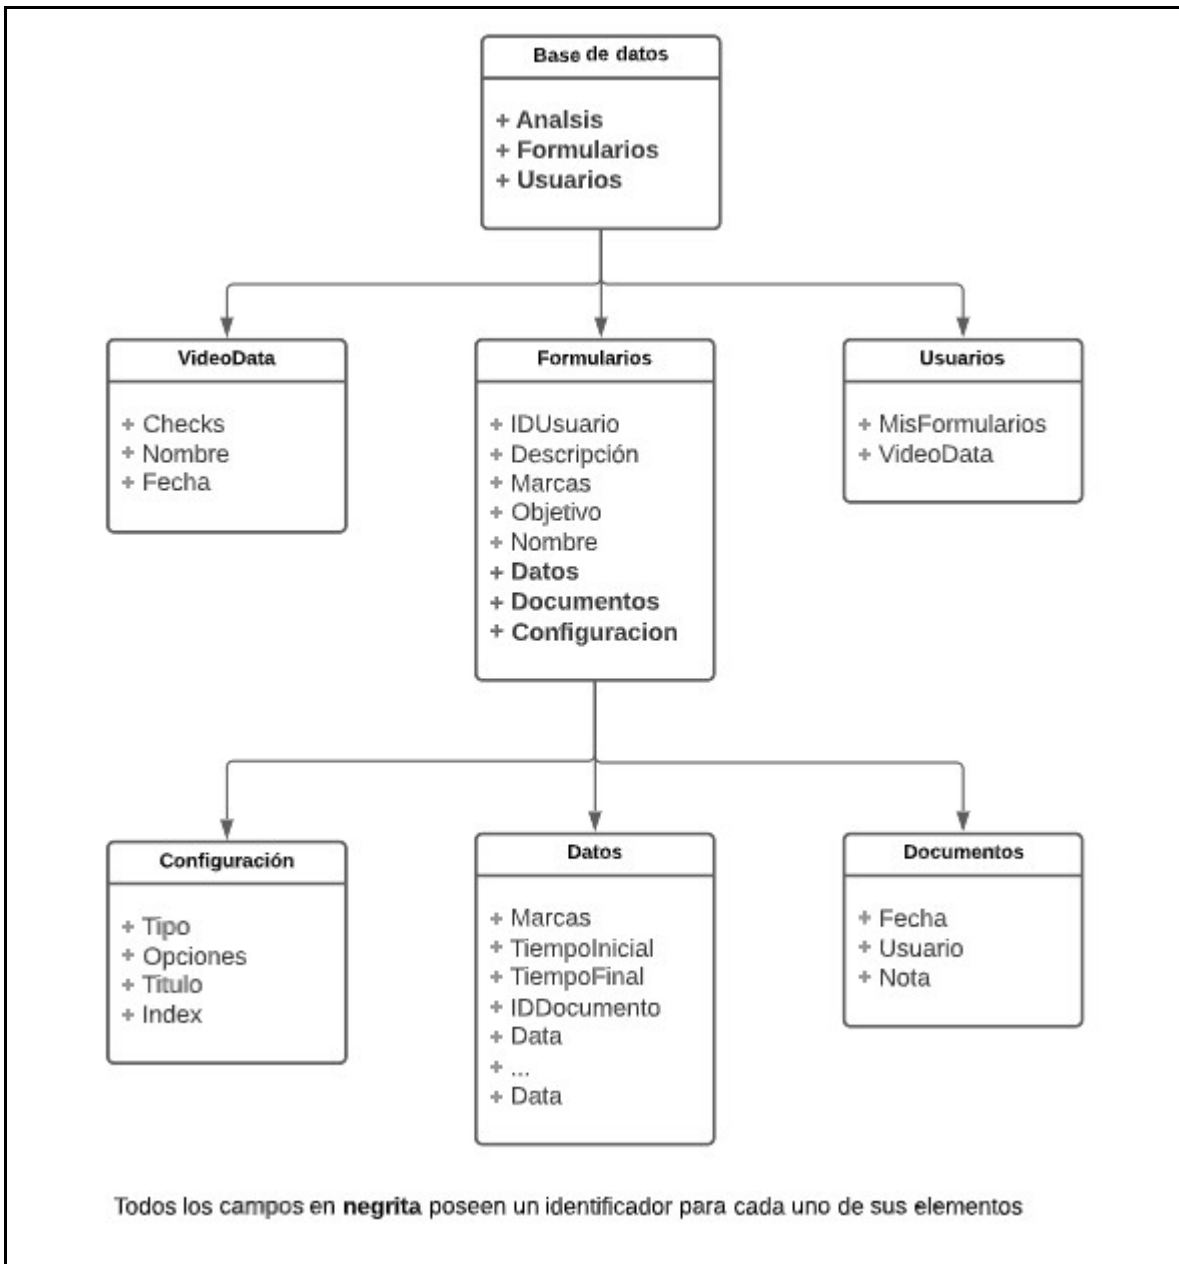 Base de datos
+ Analsis
+ Formularios
+ Usuarios
VideoData
+ Checks
+ Nombre
+ Fecha
Formularios
+ IDUsuario
+ Descripción
+ Marcas
+ Objetivo
+ Nombre
+ Datos
+ Documentos
+ Configuracion
Usuarios
+ MisFormularios
+ VideoData
Configuración
+ Tipo
+ Opciones
+ Titulo
+ Index
Datos
+ Marcas
+ TiempoInicial
+ TiempoFinal
+ IDDocumento
+ Data
+ ...
+ Data
Documentos
+ Fecha
+ Usuario
+ Nota
Todos los campos en negrita poseen un identificador para cada uno de sus elementos